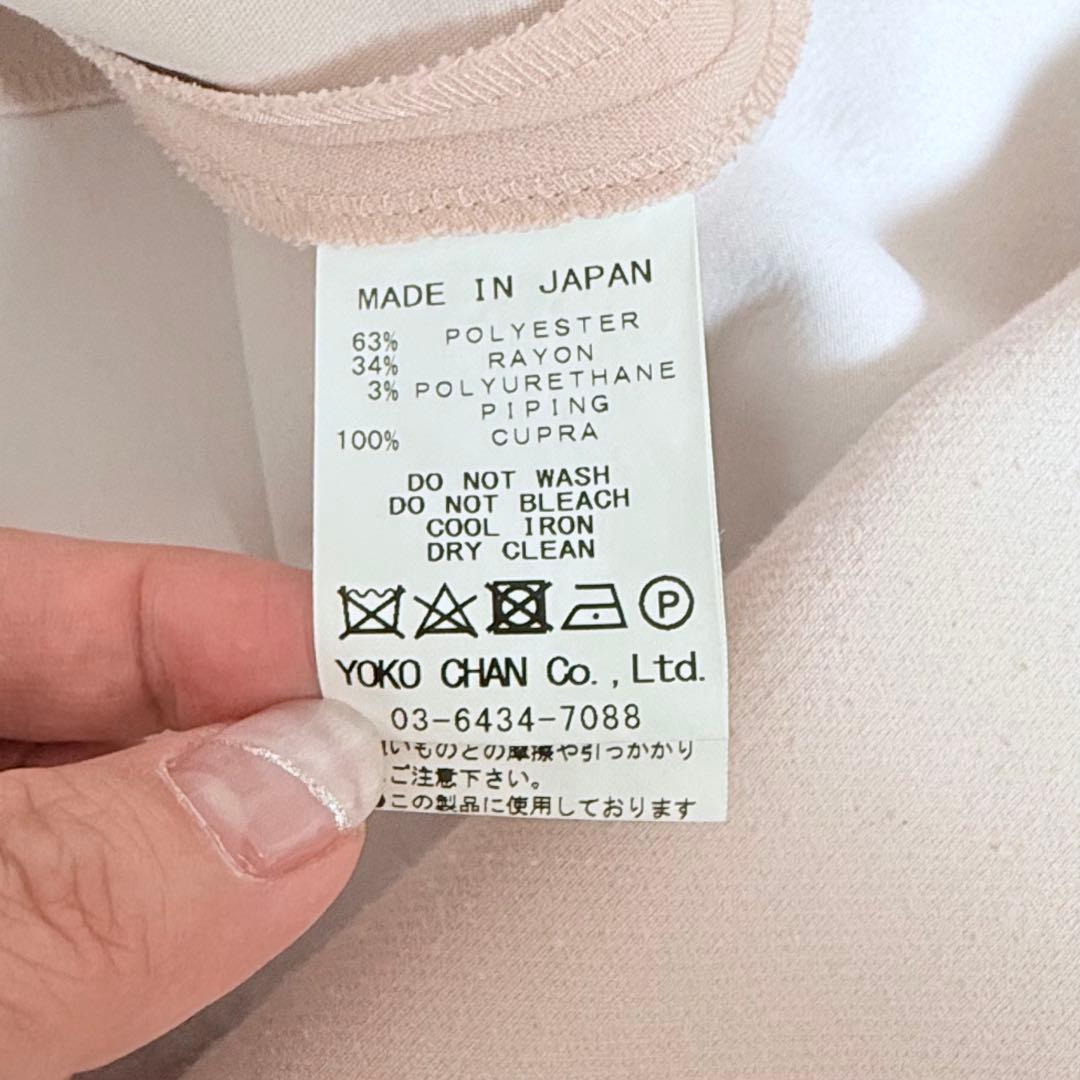 MADE IN JAPAN
63% POLYESTER
34% RAYON
3% POLYURETHANE
PIPING
100% CUPRA
DO NOT WASH
DO NOT BLEACH
COOL IRON
DRY CLEAN
P
YOKO CHAN Co., Ltd.
03-6434-7088
いものとの摩擦や引っかかり
ご注意下さい。
●この製品に使用しております